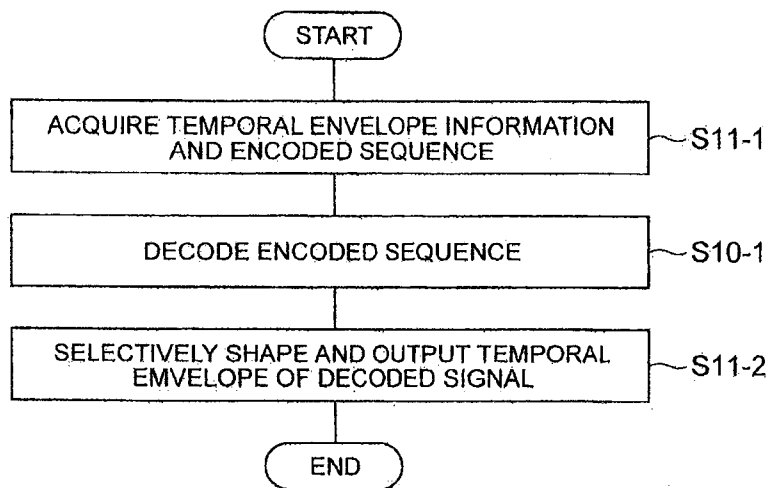 START
ACQUIRE TEMPORAL ENVELOPE INFORMATION
AND ENCODED SEQUENCE
S11-1
DECODE ENCODED SEQUENCE
S10-1
SELECTIVELY SHAPE AND OUTPUT TEMPORAL
EMVELOPE OF DECODED SIGNAL
S11-2
END